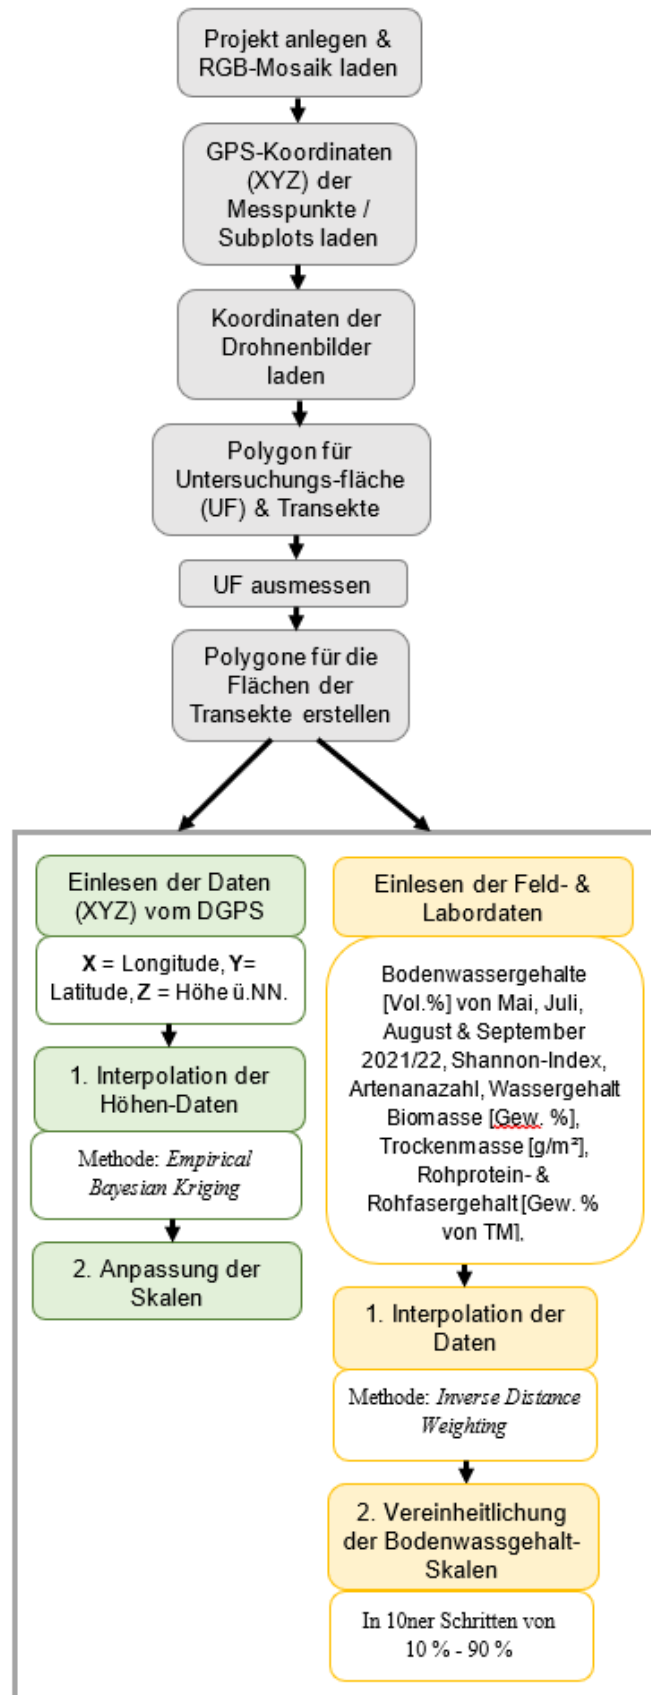 Projekt anlegen &
RGB-Mosaik laden
GPS-Koordinaten
(XYZ) der
Messpunkte /
Subplots laden
Koordinaten der
Drohnenbilder
laden
Polygon für
Untersuchungs-fläche
(UF) & Transekte
UF ausmessen
Polygone für die
Flächen der
Transekte erstellen
Einlesen der Daten
(XYZ) vom DGPS
X = Longitude, Y=
Latitude, Z = Höhe ü.NN.
1. Interpolation der
Höhen-Daten
Methode: Empirical
Bayesian Kriging
2. Anpassung der
Skalen
Einlesen der Feld- &
Labordaten
Bodenwassergehalte
[Vol.%] von Mai, Juli,
August & September
2021/22, Shannon-Index,
Artenanazahl, Wassergehalt
Biomasse [Gew. %],
Trockenmasse [g/m²],
Rohprotein- &
Rohfasergehalt [Gew. %
von TM].
1. Interpolation der
Daten
Methode: Inverse Distance
Weighting
2. Vereinheitlichung
der Bodenwassgehalt-
Skalen
In 10ner Schritten von
10 % - 90 %